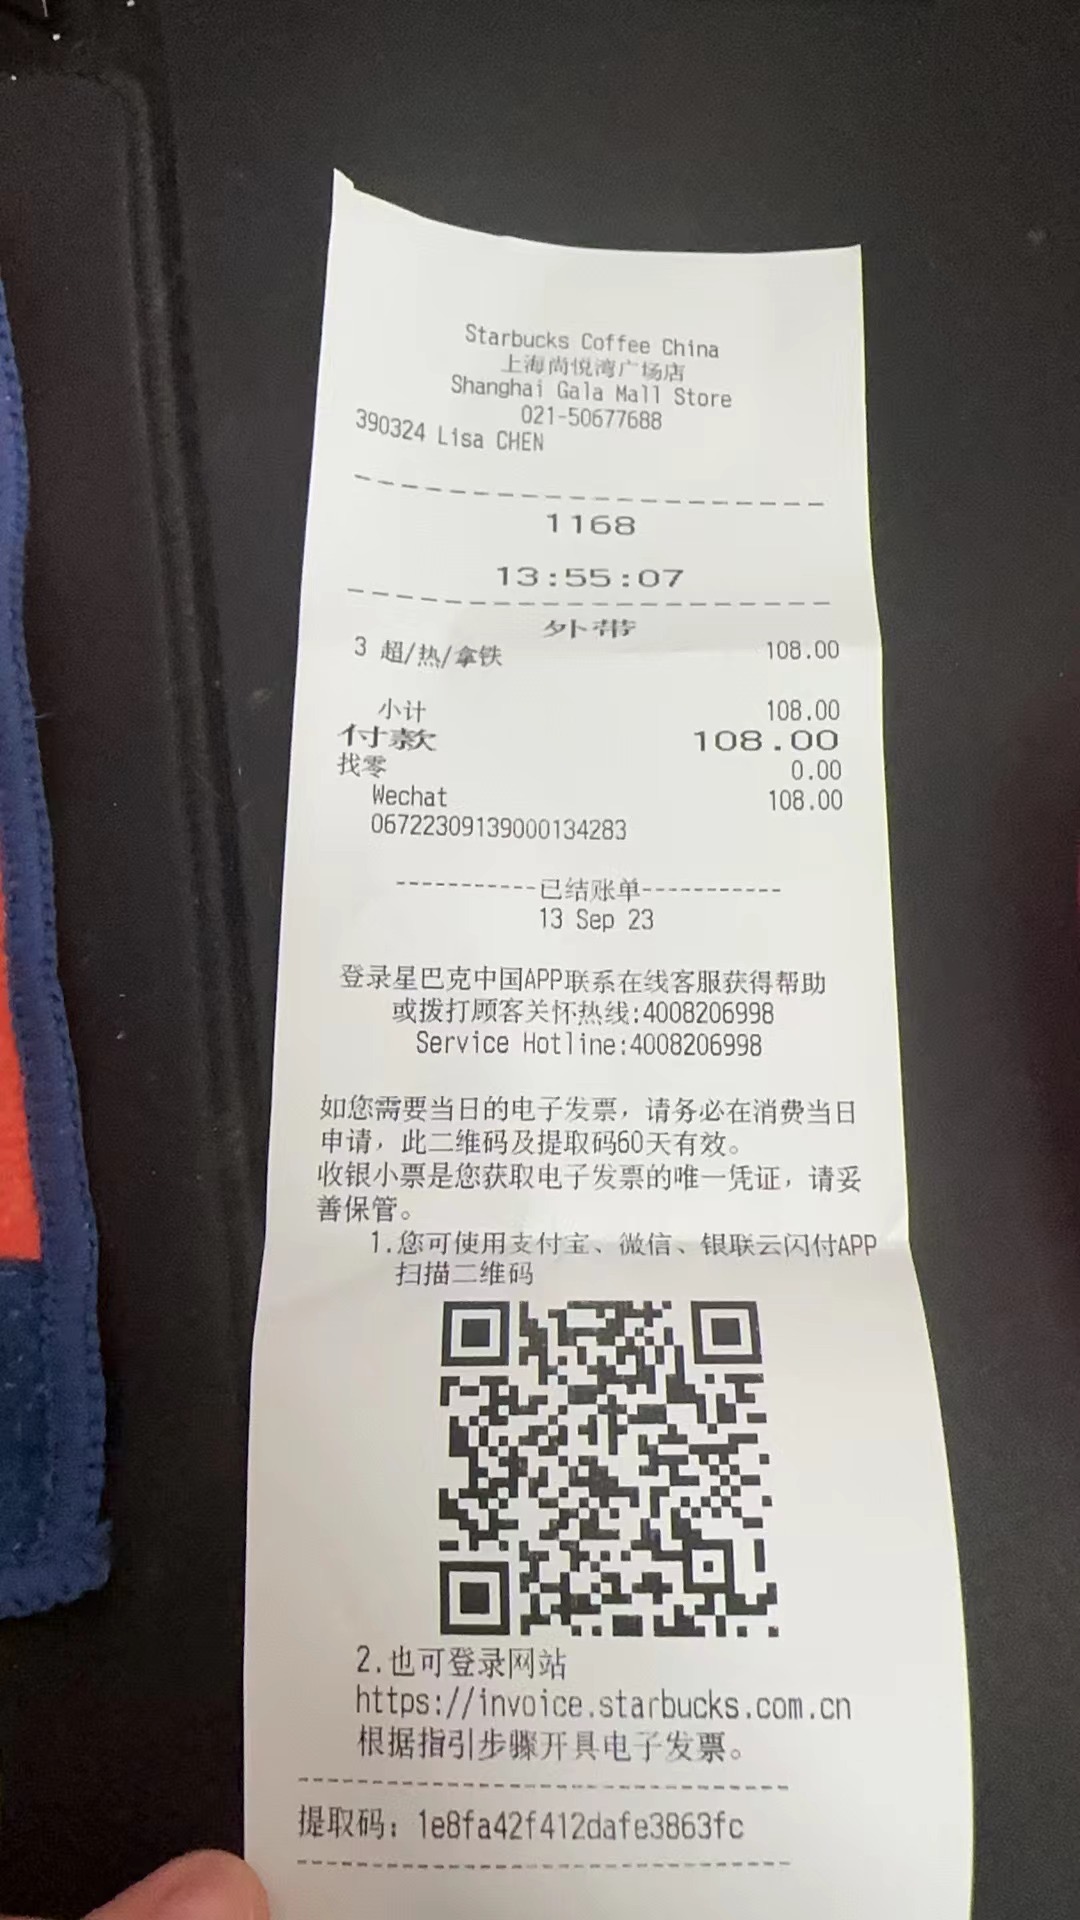 Starbucks Coffee China
上海尚悦湾广场店
Shanghai Gala Mall Store
021-50677688
390324 Lisa CHEN
1168
13:55:07
外带
3 超/热/拿铁 108.00
小计 108.00
付款 108.00
找零 0.00
Wechat 108.00
06722309139000134283
-----------已结账单-----------
13 Sep 23
登录星巴克中国APP联系在线客服获得帮助
或拨打顾客关怀热线:4008206998
Service Hotline:4008206998
如您需要当日的电子发票，请务必在消费当日
申请，此二维码及提取码60天有效。
收银小票是您获取电子发票的唯一凭证，请妥
善保管。
1.您可使用支付宝、微信、银联云闪付APP
扫描二维码
2.也可登录网站
https://invoice.starbucks.com.cn
根据指引步骤开具电子发票。
提取码：1e8fa42f412dafe3863fc